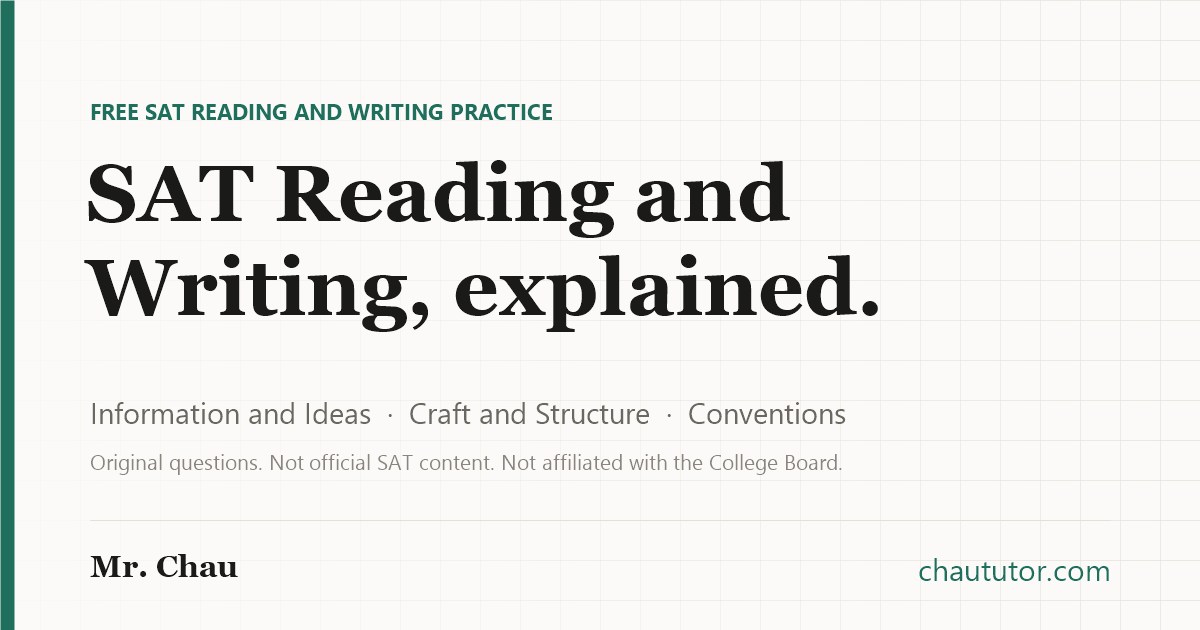 FREE SAT READING AND WRITING PRACTICE
SAT Reading and
Writing, explained.
Information and Ideas · Craft and Structure · Conventions
Original questions. Not official SAT content. Not affiliated with the College Board.
Mr. Chau
chaututor.com